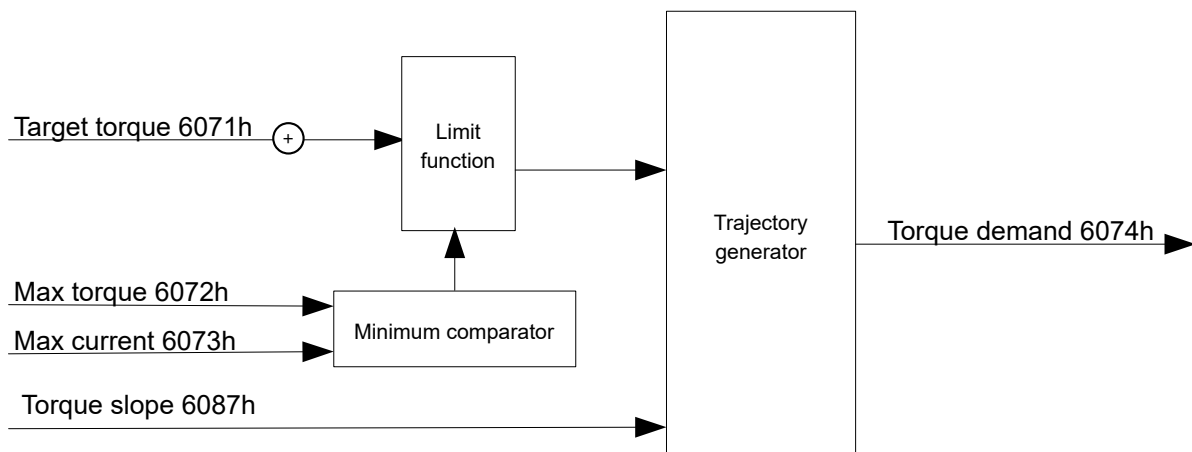 Target torque 6071h
+
Limit
function
Trajectory
generator
Torque demand 6074h
Max torque 6072h
Minimum comparator
Max current 6073h
Torque slope 6087h